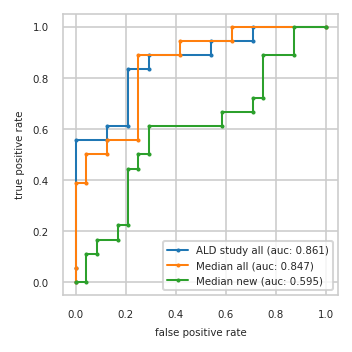 1.0
0.8
0.6
0.4
0.2
0.0
true positive rate
ALD study all (auc: 0.861)
Median all (auc: 0.847)
Median new (auc: 0.595)
0.0 0.2 0.4 0.6 0.8 1.0
false positive rate